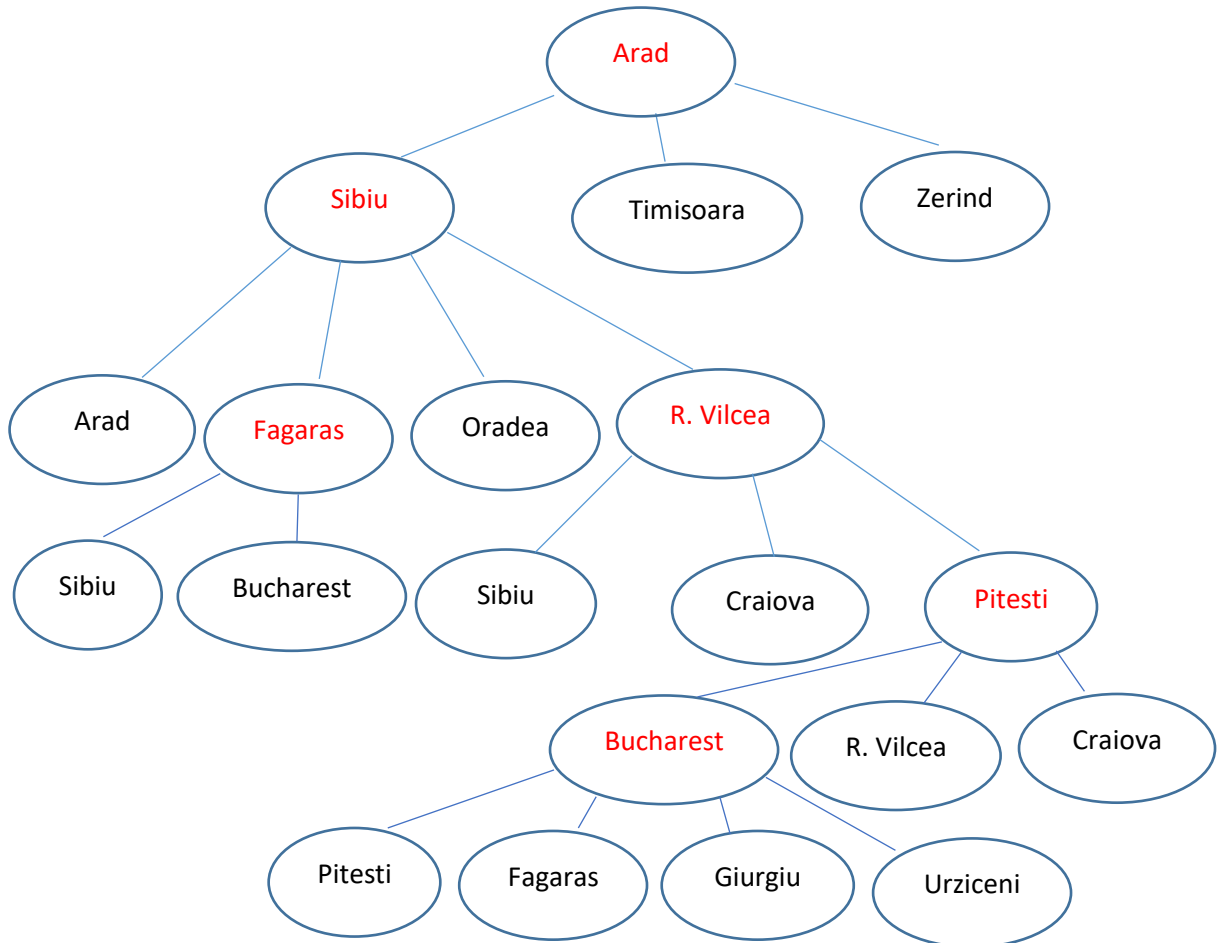 Arad
Sibiu
Timisoara
Zerind
Arad
Fagaras
Oradea
R. Vilcea
Sibiu
Bucharest
Sibiu
Craiova
Pitesti
Bucharest
R. Vilcea
Craiova
Pitesti
Fagaras
Giurgiu
Urziceni